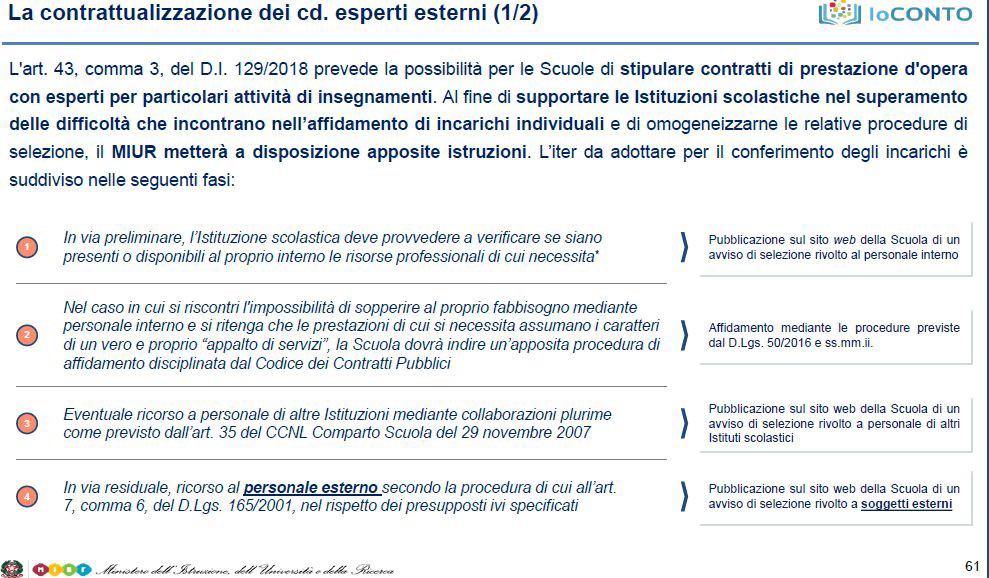 La contrattualizzazione dei cd. esperti esterni (1/2)
IoCONTO
L'art. 43, comma 3, del D.I. 129/2018 prevede la possibilità per le Scuole di stipulare contratti di prestazione d'opera
con esperti per particolari attività di insegnamenti. Al fine di supportare le Istituzioni scolastiche nel superamento
delle difficoltà che incontrano nell'affidamento di incarichi individuali e di omogeneizzarne le relative procedure di
selezione, il MIUR metterà a disposizione apposite istruzioni. L'iter da adottare per il conferimento degli incarichi è
suddiviso nelle seguenti fasi:
1
In via preliminare, l'Istituzione scolastica deve provvedere a verificare se siano
presenti o disponibili al proprio interno le risorse professionali di cui necessita*
Pubblicazione sul sito web della Scuola di un
avviso di selezione rivolto al personale interno
2
Nel caso in cui si riscontri l'impossibilità di sopperire al proprio fabbisogno mediante
personale interno e si ritenga che le prestazioni di cui si necessita assumano i caratteri
di un vero e proprio "appalto di servizi", la Scuola dovrà indire un'apposita procedura di
affidamento disciplinata dal Codice dei Contratti Pubblici
Affidamento mediante le procedure previste
dal D.Lgs. 50/2016 e ss.mm.ii.
3
Eventuale ricorso a personale di altre Istituzioni mediante collaborazioni plurime
come previsto dall'art. 35 del CCNL Comparto Scuola del 29 novembre 2007
Pubblicazione sul sito web della Scuola di un
avviso di selezione rivolto a personale di altri
Istituti scolastici
4
In via residuale, ricorso al personale esterno secondo la procedura di cui all'art.
7, comma 6, del D.Lgs. 165/2001, nel rispetto dei presupposti ivi specificati
Pubblicazione sul sito web della Scuola di un
avviso di selezione rivolto a soggetti esterni
MIUR
Ministero dell'Istruzione, dell'Università e della Ricerca
61